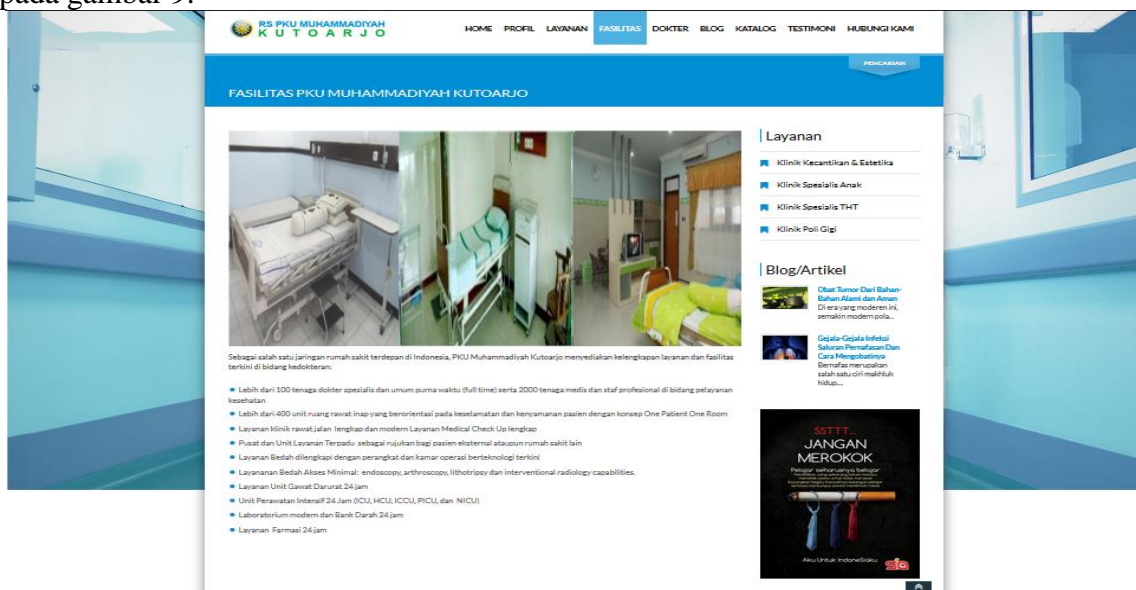 pada gambar 9.
RS PKU MUHAMMADIYAH
KUTOARJO
HOME PROFIL LAYANAN FASILITAS DOKTER BLOG KATALOG TESTIMONI HUBUNGI KAMI
PENCARIAN
FASILITAS PKU MUHAMMADIYAH KUTOARJO
Sebagai salah satu jaringan rumah sakit terdepan di Indonesia, PKU Muhammadiyah Kutoarjo menyediakan kelengkapan layanan dan fasilitas
terkini di bidang kedokteran:
Lebih dari 100 tenaga dokter spesialis dan umum purna waktu (full time) serta 2000 tenaga medis dan staf profesional di bidang pelayanan
kesehatan
Lebih dari 400 unit ruang rawat inap yang berorientasi pada keselamatan dan kenyamanan pasien dengan konsep One Patient One Room
Layanan klinik rawat jalan lengkap dan modern Layanan Medical Check Up lengkap
Pusat dan Unit Layanan Terpadu sebagai rujukan bagi pasien eksternal ataupun rumah sakit lain
Layanan Bedah dilengkapi dengan perangkat dan kamar operasi berteknologi terkini
Layananan Bedah Akses Minimal: endoscopy, arthroscopy, lithotripsy dan interventional radiology capabilities.
Layanan Unit Gawat Darurat 24 jam
Unit Perawatan Intensif 24 Jam (ICU, HCU, ICCU, PICU, dan NICU)
Laboratorium modern dan Bank Darah 24 jam
Layanan Farmasi 24 jam
Layanan
Klinik Kecantikan & Estetika
Klinik Spesialis Anak
Klinik Spesialis THT
Klinik Poli Gigi
Blog/Artikel
Obat Tumor Dari Bahan-
Bahan Alami dan Aman
Di era yang moderen ini,
semakin modern pola...
Gejala-Gejala Infeksi
Saluran Pernafasan Dan
Cara Mengobatinya
Bernafas merupakan
salah satu ciri makhluk
hidup...
SSTTT...
JANGAN
MEROKOK
Pelajar seharusnya belajar
Aku Untuk IndoneSiaku